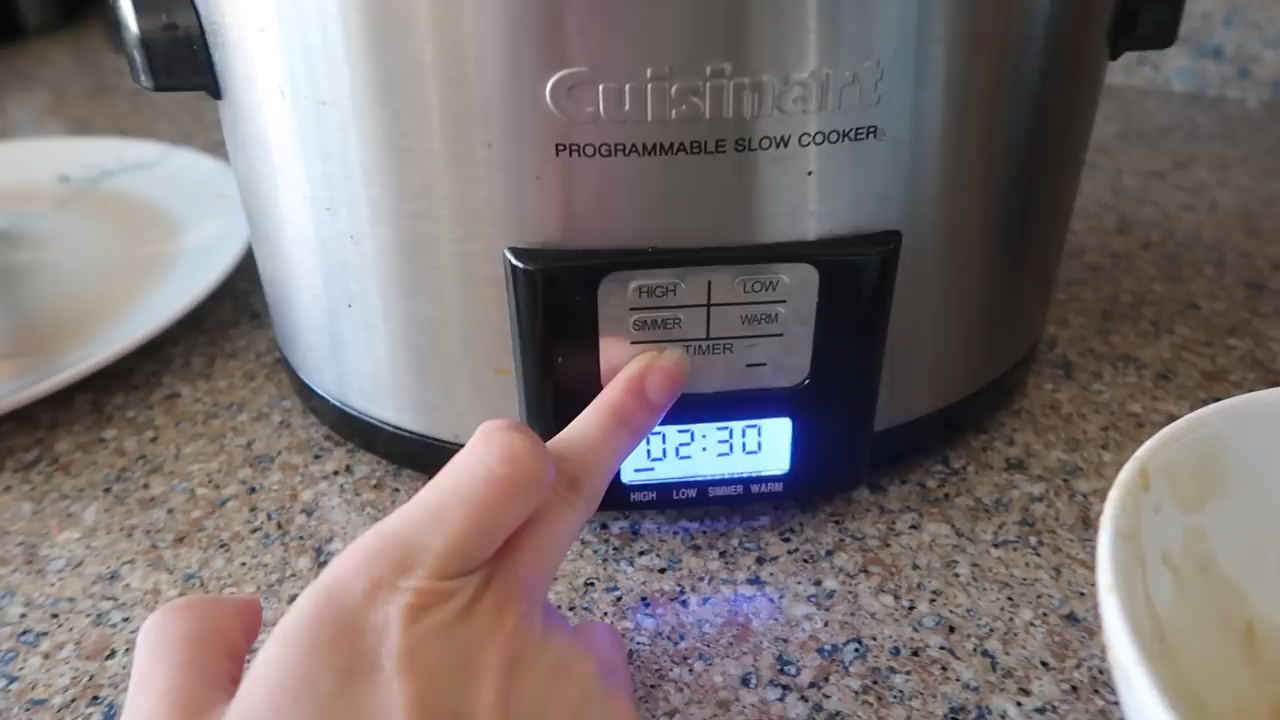 Cuisinart
PROGRAMMABLE SLOW COOKER
HIGH LOW
SIMMER WARM
TIMER
–
02:30
HIGH LOW SIMMER WARM